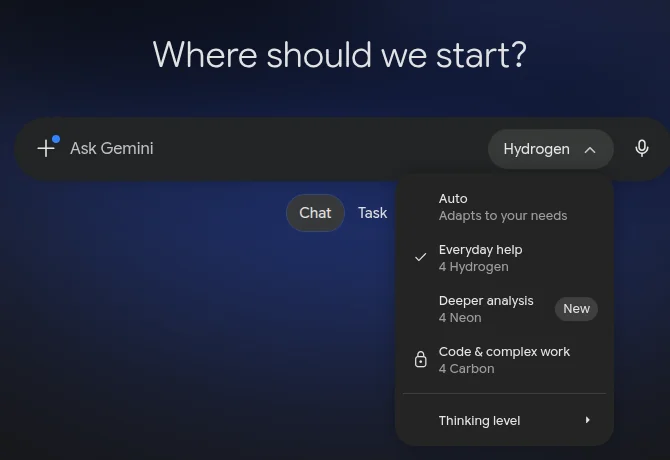 Where should we start?
Ask Gemini
Hydrogen
Chat
Task
Auto
Adapts to your needs
Everyday help
4 Hydrogen
Deeper analysis
4 Neon
New
Code & complex work
4 Carbon
Thinking level